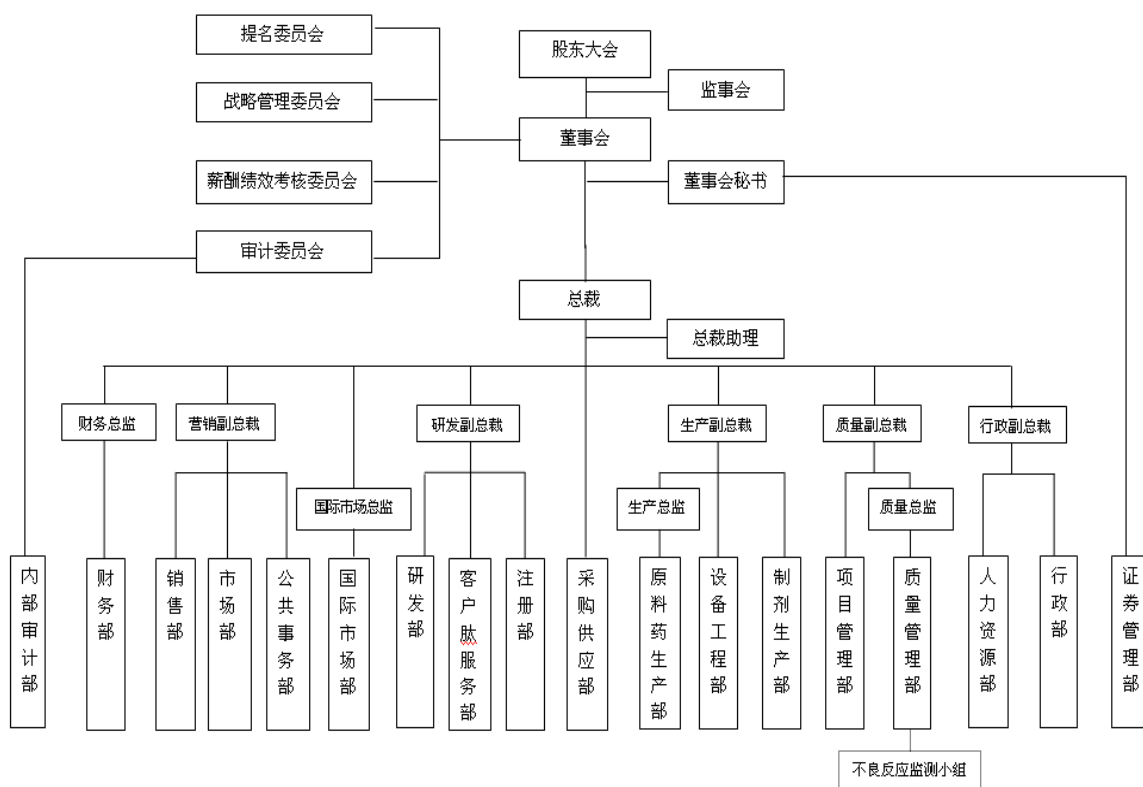 提名委员会
股东大会
战略管理委员会
监事会
董事会
薪酬绩效考核委员会
董事会秘书
审计委员会
总裁
总裁助理
财务总监
营销副总裁
研发副总裁
生产副总裁
质量副总裁
行政副总裁
国际市场总监
生产总监
质量总监
内部审计部
财务部
销售部
市场部
公共事务部
国际市场部
研发部
客户肽服务部
注册部
采购供应部
原料药生产部
设备工程部
制剂生产部
项目管理部
质量管理部
人力资源部
行政部
证券管理部
不良反应监测小组